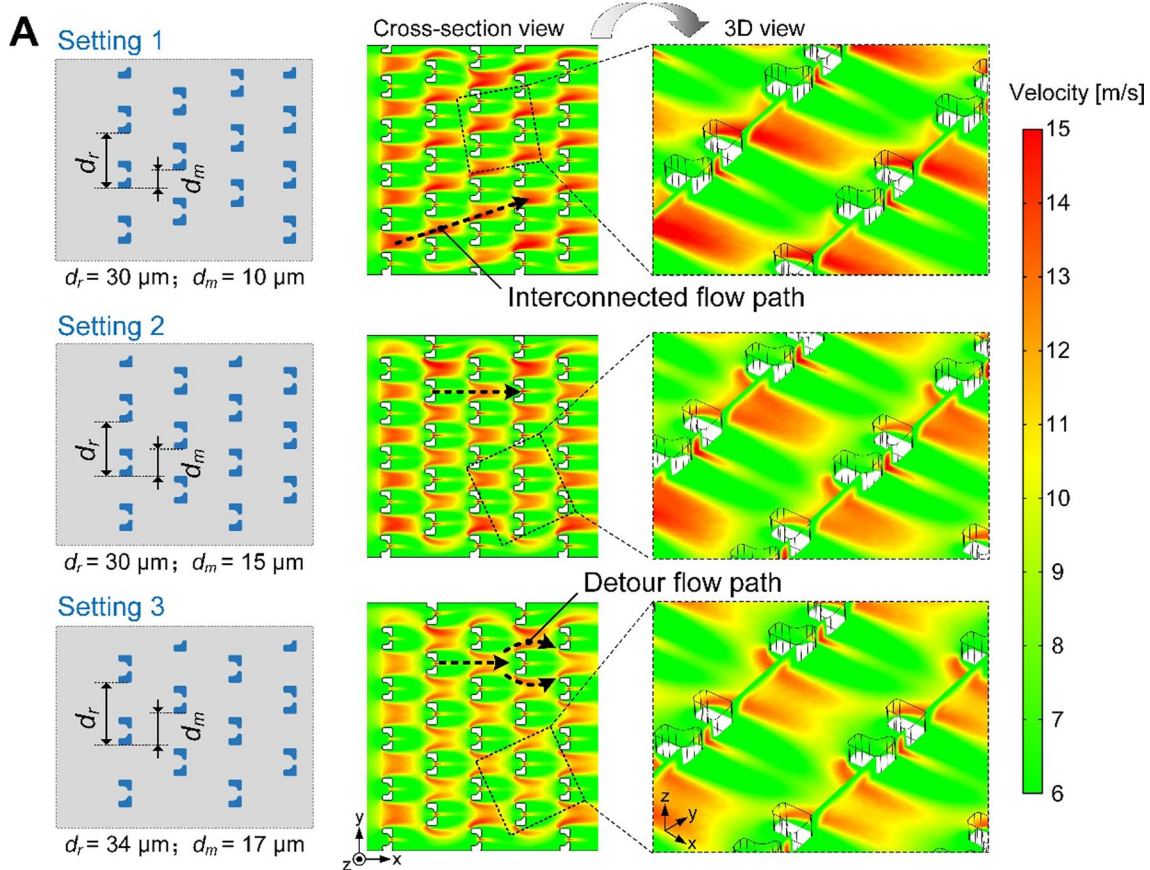 A
Setting 1
Cross-section view
3D view
Velocity [m/s]
dr
dm
dr = 30 μm; dm = 10 μm
Interconnected flow path
15
14
13
12
11
10
9
8
7
6
Setting 2
dr
dm
dr = 30 μm; dm = 15 μm
Setting 3
Detour flow path
dr
dm
dr = 34 μm; dm = 17 μm
y
z
x
z
y
x